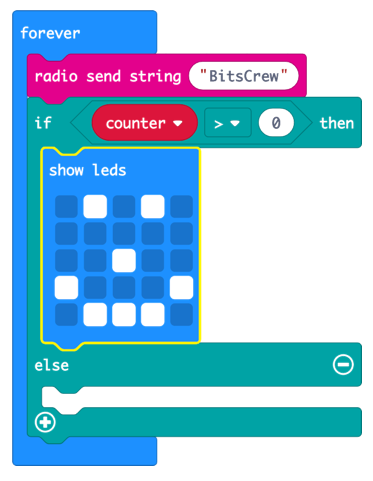 forever
radio send string "BitsCrew"
if counter > 0 then
show leds
else